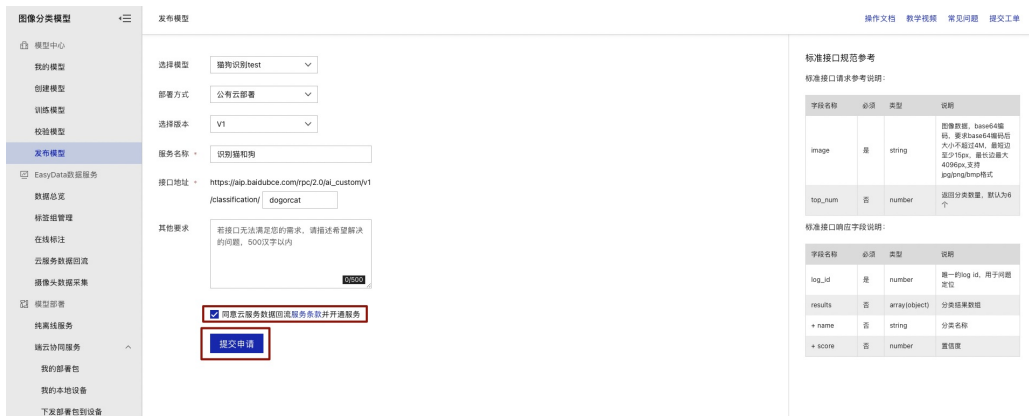 图像分类模型
发布模型
操作文档 教学视频 常见问题 提交工单
模型中心
我的模型
创建模型
训练模型
校验模型
发布模型
EasyData数据服务
数据总览
标签组管理
在线标注
云服务数据回流
摄像头数据采集
模型部署
纯离线服务
端云协同服务
我的部署包
我的本地设备
下发部署包到设备
选择模型 猫狗识别test
部署方式 公有云部署
选择版本 V1
服务名称 * 识别猫和狗
接口地址 * https://aip.baidubce.com/rpc/2.0/ai_custom/v1
/classification/ dogorcat
其他要求 若接口无法满足您的需求，请描述希望解决
的问题，500汉字以内
0/500
同意云服务数据回流服务条款并开通服务
提交申请
标准接口规范参考
标准接口请求参考说明：
字段名称 必须 类型 说明
image 是 string 图像数据，base64编
码，要求base64编码后
大小不超过4M，最短边
至少15px，最长边最大
4096px,支持
jpg/png/bmp格式
top_num 否 number 返回分类数量，默认为6
个
标准接口响应字段说明：
字段名称 必须 类型 说明
log_id 是 number 唯一的log id，用于问题
定位
results 否 array(object) 分类结果数组
+ name 否 string 分类名称
+ score 否 number 置信度